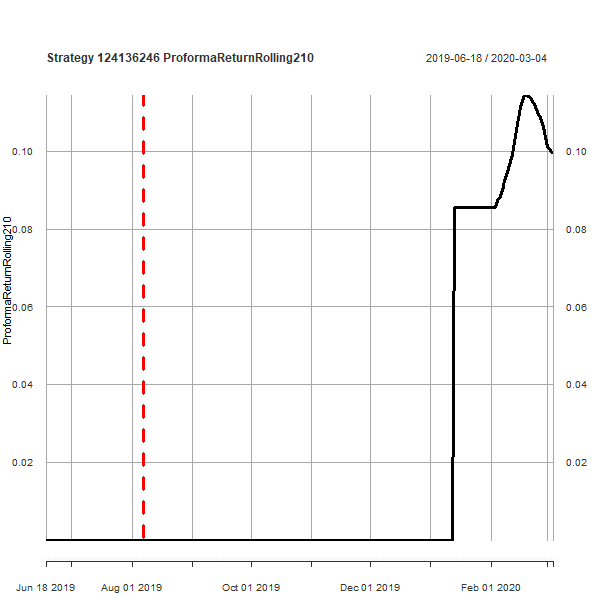 Strategy 124136246 ProformaReturnRolling210
2019-06-18 / 2020-03-04
ProformaReturnRolling210
0.10
0.10
0.08
0.08
0.06
0.06
0.04
0.04
0.02
0.02
Jun 18 2019
Aug 01 2019
Oct 01 2019
Dec 01 2019
Feb 01 2020